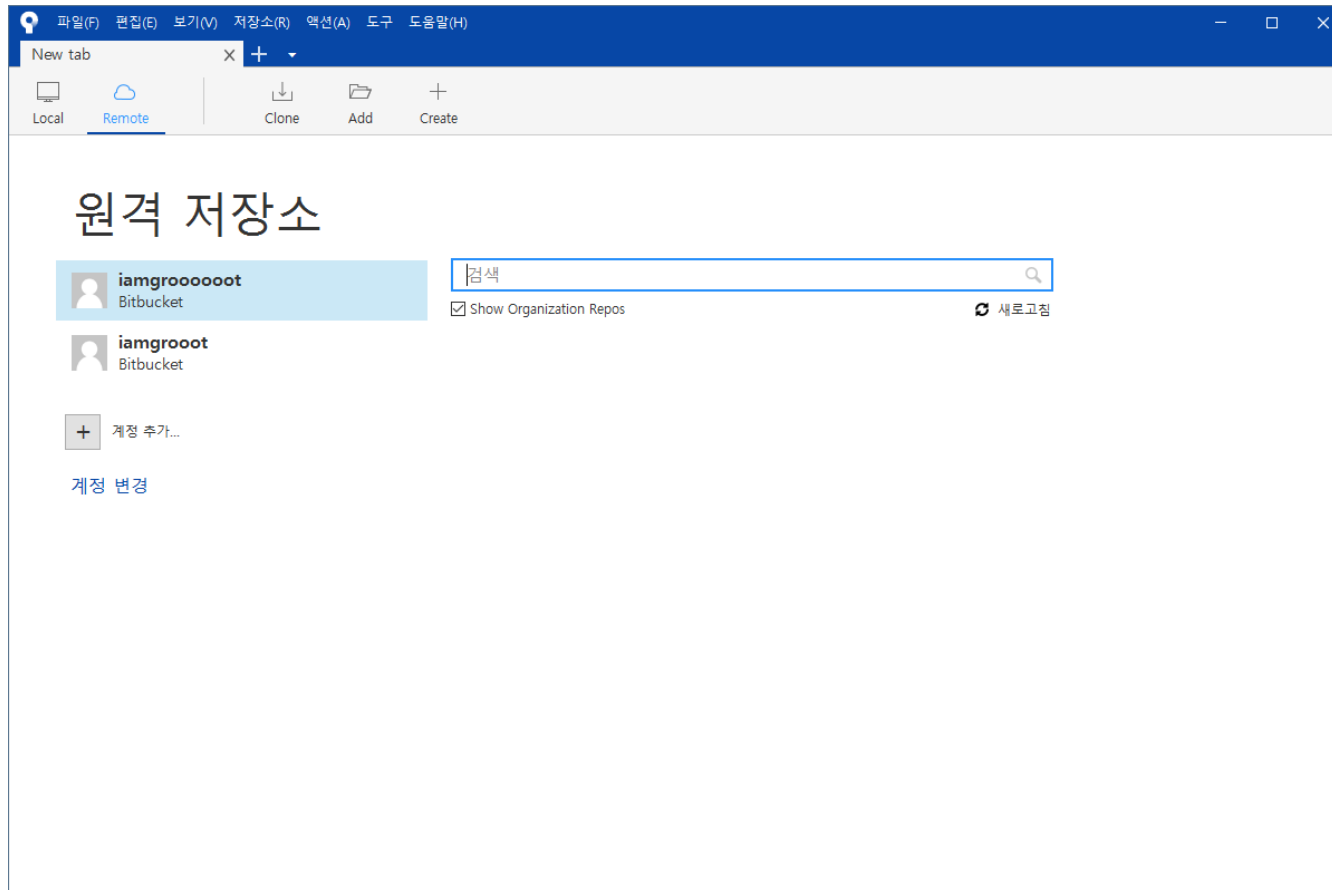 파일(F) 편집(E) 보기(V) 저장소(R) 액션(A) 도구 도움말(H)
New tab
Local Remote Clone Add Create
원격 저장소
iamgroooooot
Bitbucket
iamgrooot
Bitbucket
계정 추가...
계정 변경
검색
Show Organization Repos 새로고침